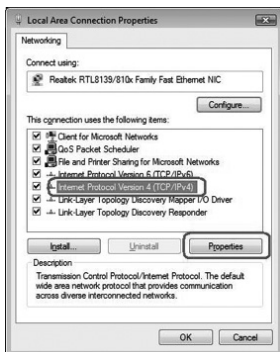 Local Area Connection Properties
Networking
Connect using:
Realtek RTL8139/810x Family Fast Ethernet NIC
Configure...
This connection uses the following items:
Client for Microsoft Networks
QoS Packet Scheduler
File and Printer Sharing for Microsoft Networks
Internet Protocol Version 6 (TCP/IPv6)
Internet Protocol Version 4 (TCP/IPv4)
Link-Layer Topology Discovery Mapper I/O Driver
Link-Layer Topology Discovery Responder
Install... Uninstall Properties
Description
Transmission Control Protocol/Internet Protocol. The default
wide area network protocol that provides communication
across diverse interconnected networks.
OK Cancel